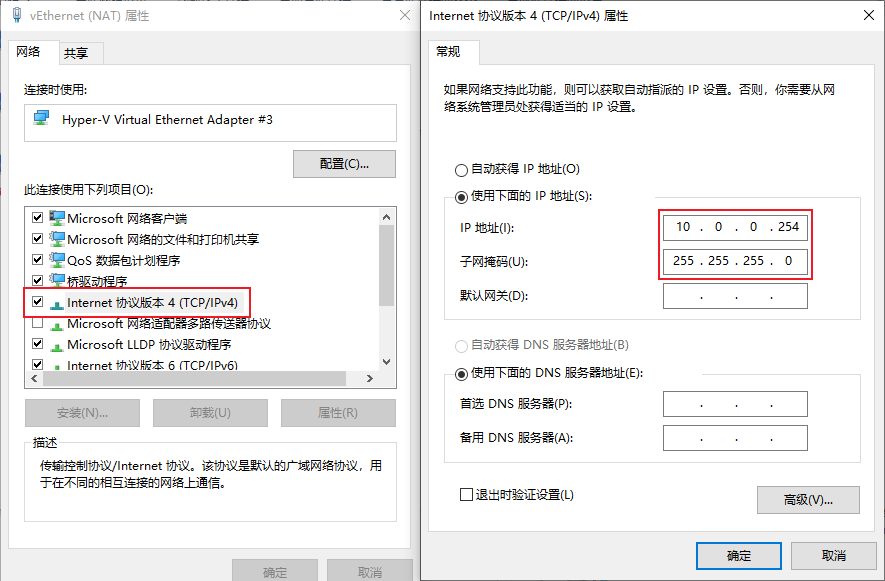 vEthernet (NAT) 属性
网络
共享
连接时使用:
Hyper-V Virtual Ethernet Adapter #3
配置(C)...
此连接使用下列项目(O):
Microsoft 网络客户端
Microsoft 网络的文件和打印机共享
QoS 数据包计划程序
桥驱动程序
Internet 协议版本 4 (TCP/IPv4)
Microsoft 网络适配器多路传送器协议
Microsoft LLDP 协议驱动程序
Internet 协议版本 6 (TCP/IPv6)
安装(N)...
卸载(U)
属性(R)
描述
传输控制协议/Internet 协议。该协议是默认的广域网络协议，用
于在不同的相互连接的网络上通信。
确定
取消
Internet 协议版本 4 (TCP/IPv4) 属性
常规
如果网络支持此功能，则可以获取自动指派的 IP 设置。否则，你需要从网
络系统管理员处获得适当的 IP 设置。
自动获得 IP 地址(O)
使用下面的 IP 地址(S):
IP 地址(I):
10 . 0 . 0 . 254
子网掩码(U):
255 . 255 . 255 . 0
默认网关(D):
. . .
自动获得 DNS 服务器地址(B)
使用下面的 DNS 服务器地址(E):
首选 DNS 服务器(P):
. . .
备用 DNS 服务器(A):
. . .
退出时验证设置(L)
高级(V)...
确定
取消